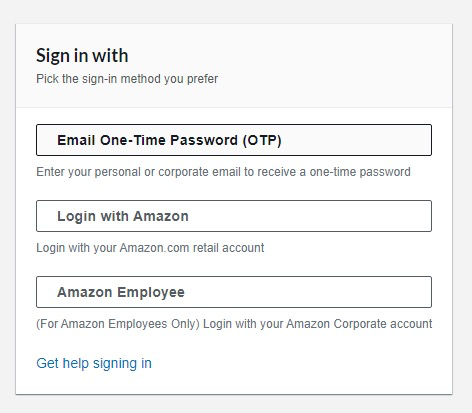 Sign in with
Pick the sign-in method you prefer
Email One-Time Password (OTP)
Enter your personal or corporate email to receive a one-time password
Login with Amazon
Login with your Amazon.com retail account
Amazon Employee
(For Amazon Employees Only) Login with your Amazon Corporate account
Get help signing in